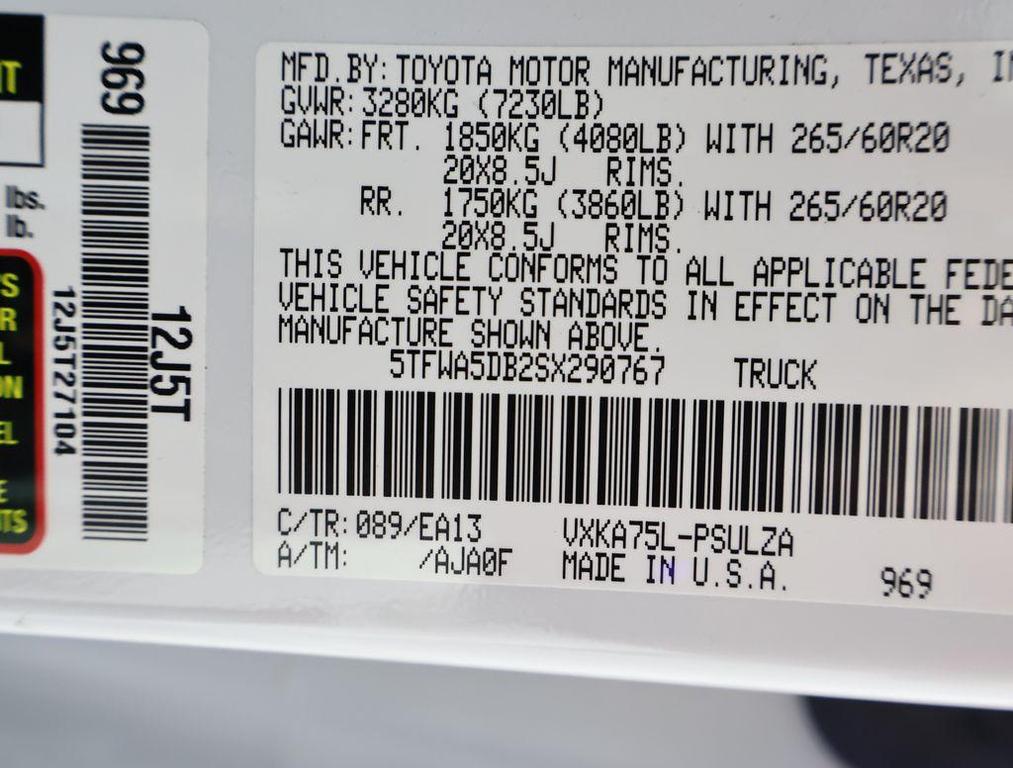 MFD.BY: TOYOTA MOTOR MANUFACTURING, TEXAS,
GVWR: 3280KG (7230LB)
GAWR: FRT. 1850KG (4080LB) WITH 265/60R20
20X8.5J RIMS.
RR. 1750KG (3860LB) WITH 265/60R20
20X8.5J RIMS.
THIS VEHICLE CONFORMS TO ALL APPLICABLE FEDE
VEHICLE SAFETY STANDARDS IN EFFECT ON THE DA
MANUFACTURE SHOWN ABOVE.
5TFWA5DB2SX290767 TRUCK
C/TR: 089/EA13 VXKA75L-PSULZA
A/TM: /AJA0F MADE IN U.S.A. 969
969
12J5T
12J5T27104
lbs.
lb.